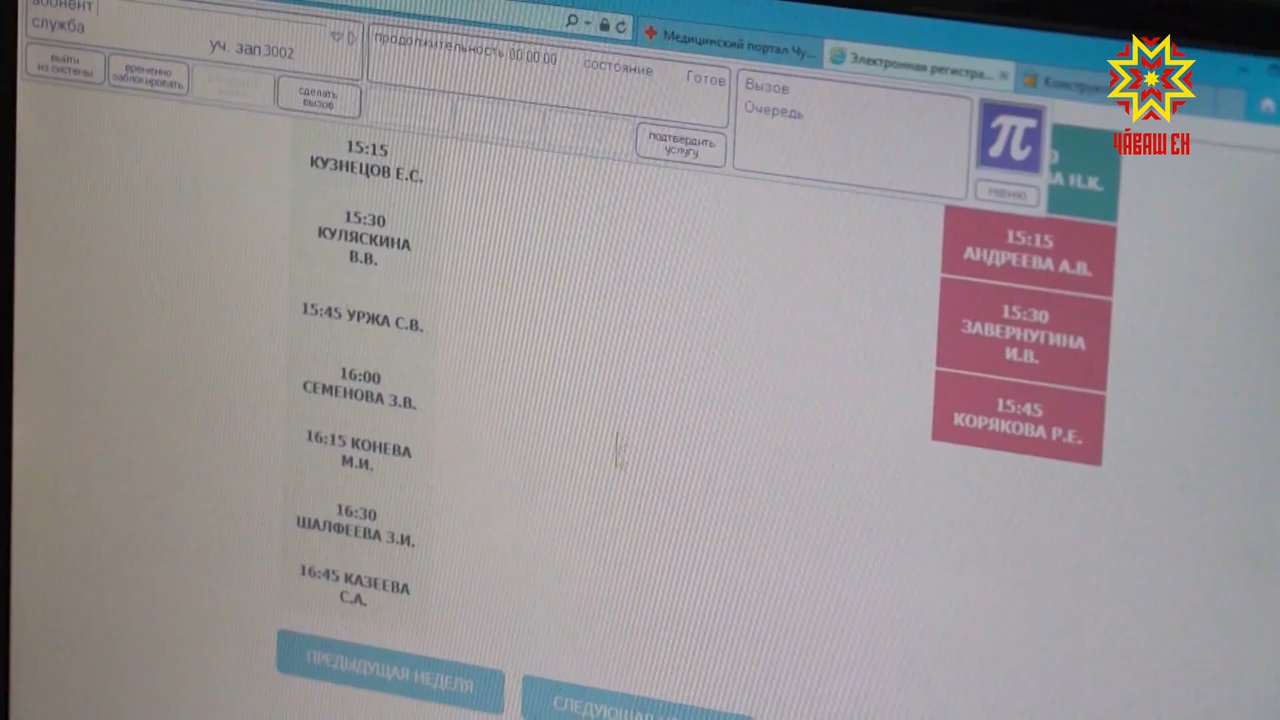 абонент
служба
уч. зап.3002
выйти
из системы
временно
заблокировать
сделать
вызов
продолжительность 00:00:00
состояние
Готов
подтвердить
услугу
Вызов
Очередь
π
меню
Медицинский портал Чу...
Электронная регистра...
ЧӐВАШ ЕН
15:15
КУЗНЕЦОВ Е.С.
15:30
КУЛЯСКИНА
В.В.
15:45 УРЖА С.В.
16:00
СЕМЕНОВА З.В.
16:15 КОНЕВА
М.И.
16:30
ШАЛФЕЕВА З.И.
16:45 КАЗЕЕВА
С.А.
15:15
АНДРЕЕВА А.В.
15:30
ЗАВЕРНУГИНА
И.В.
15:45
КОРЯКОВА Р.Е.
ПРЕДЫДУЩАЯ НЕДЕЛЯ